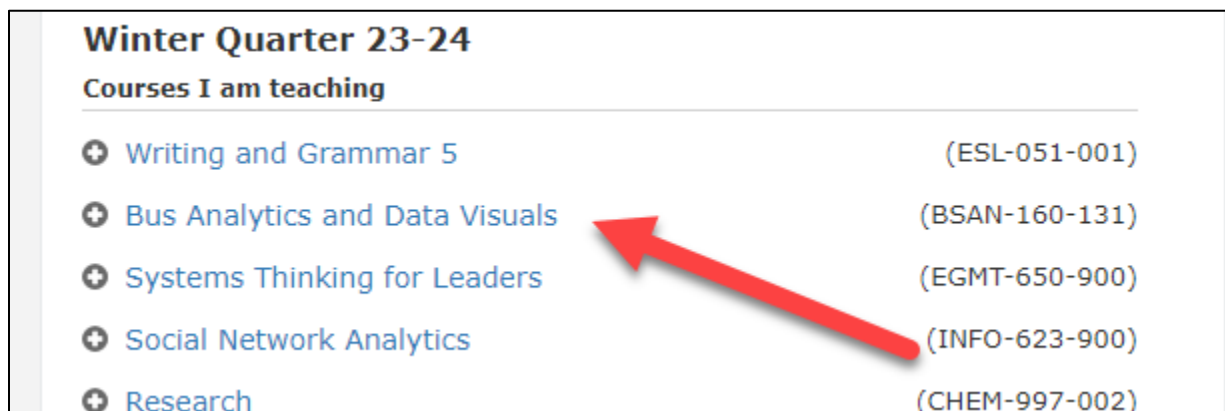 Winter Quarter 23-24
Courses I am teaching
Writing and Grammar 5 (ESL-051-001)
Bus Analytics and Data Visuals (BSAN-160-131)
Systems Thinking for Leaders (EGMT-650-900)
Social Network Analytics (INFO-623-900)
Research (CHEM-997-002)